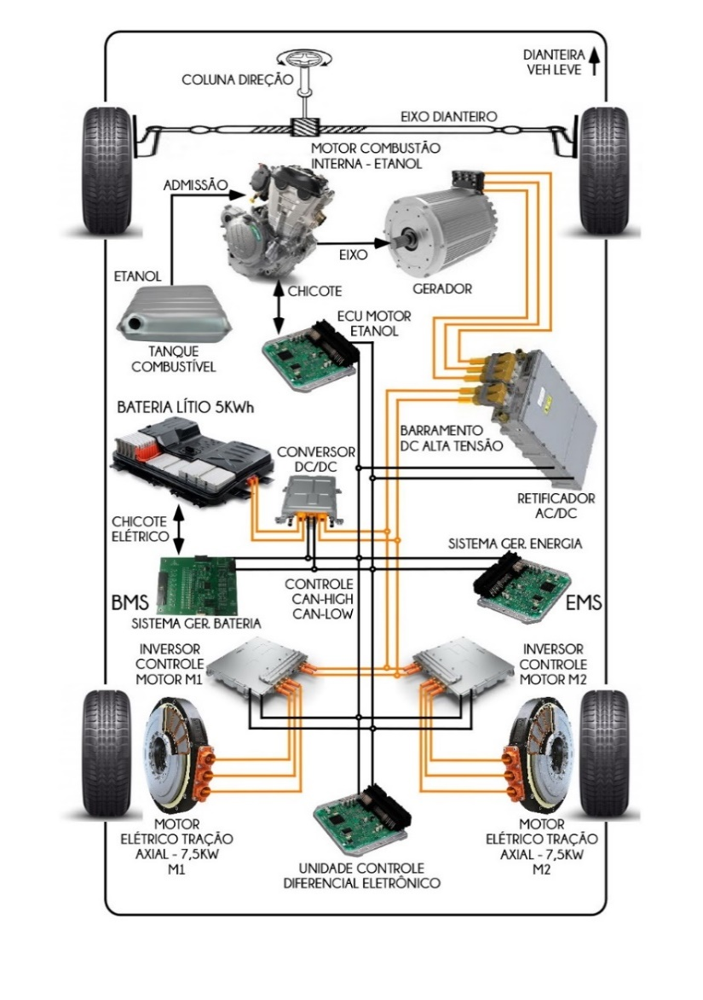 DIANTEIRA
VEH LEVE
COLUNA DIREÇÃO
EIXO DIANTEIRO
MOTOR COMBUSTÃO
INTERNA - ETANOL
ADMISSÃO
EIXO
ETANOL
GERADOR
CHICOTE
ECU MOTOR
ETANOL
TANQUE
COMBUSTÍVEL
BATERIA LÍTIO 5KWh
CONVERSOR
DC/DC
BARRAMENTO
DC ALTA TENSÃO
RETIFICADOR
AC/DC
CHICOTE
ELÉTRICO
SISTEMA GER. ENERGIA
CONTROLE
CAN-HIGH
CAN-LOW
BMS
EMS
SISTEMA GER. BATERIA
INVERSOR
CONTROLE
MOTOR M1
INVERSOR
CONTROLE
MOTOR M2
MOTOR
ELÉTRICO TRAÇÃO
AXIAL - 7,5KW
M1
MOTOR
ELÉTRICO TRAÇÃO
AXIAL - 7,5KW
M2
UNIDADE CONTROLE
DIFERENCIAL ELETRÔNICO